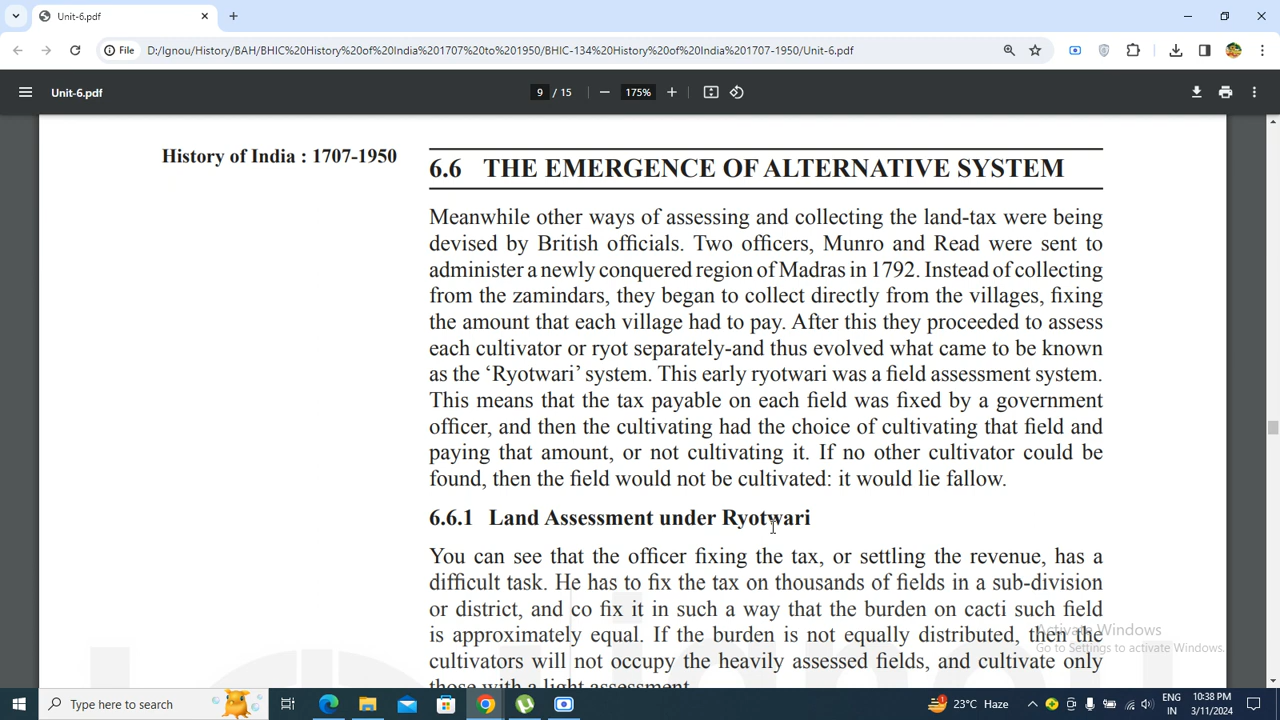 Unit-6.pdf
File
D:/Ignou/History/BAH/BHIC%20History%20of%20India%201707%20to%201950/BHIC-134%20History%20of%20India%201707-1950/Unit-6.pdf
Unit-6.pdf
9 / 15
175%
History of India : 1707-1950
6.6 THE EMERGENCE OF ALTERNATIVE SYSTEM
Meanwhile other ways of assessing and collecting the land-tax were being
devised by British officials. Two officers, Munro and Read were sent to
administer a newly conquered region of Madras in 1792. Instead of collecting
from the zamindars, they began to collect directly from the villages, fixing
the amount that each village had to pay. After this they proceeded to assess
each cultivator or ryot separately-and thus evolved what came to be known
as the ‘Ryotwari’ system. This early ryotwari was a field assessment system.
This means that the tax payable on each field was fixed by a government
officer, and then the cultivating had the choice of cultivating that field and
paying that amount, or not cultivating it. If no other cultivator could be
found, then the field would not be cultivated: it would lie fallow.
6.6.1 Land Assessment under Ryotwari
You can see that the officer fixing the tax, or settling the revenue, has a
difficult task. He has to fix the tax on thousands of fields in a sub-division
or district, and co fix it in such a way that the burden on cacti such field
is approximately equal. If the burden is not equally distributed, then the
cultivators will not occupy the heavily assessed fields, and cultivate only
those with a light assessment.
Activate Windows
Go to Settings to activate Windows.
Type here to search
23°C Haze
ENG
IN
10:38 PM
3/11/2024